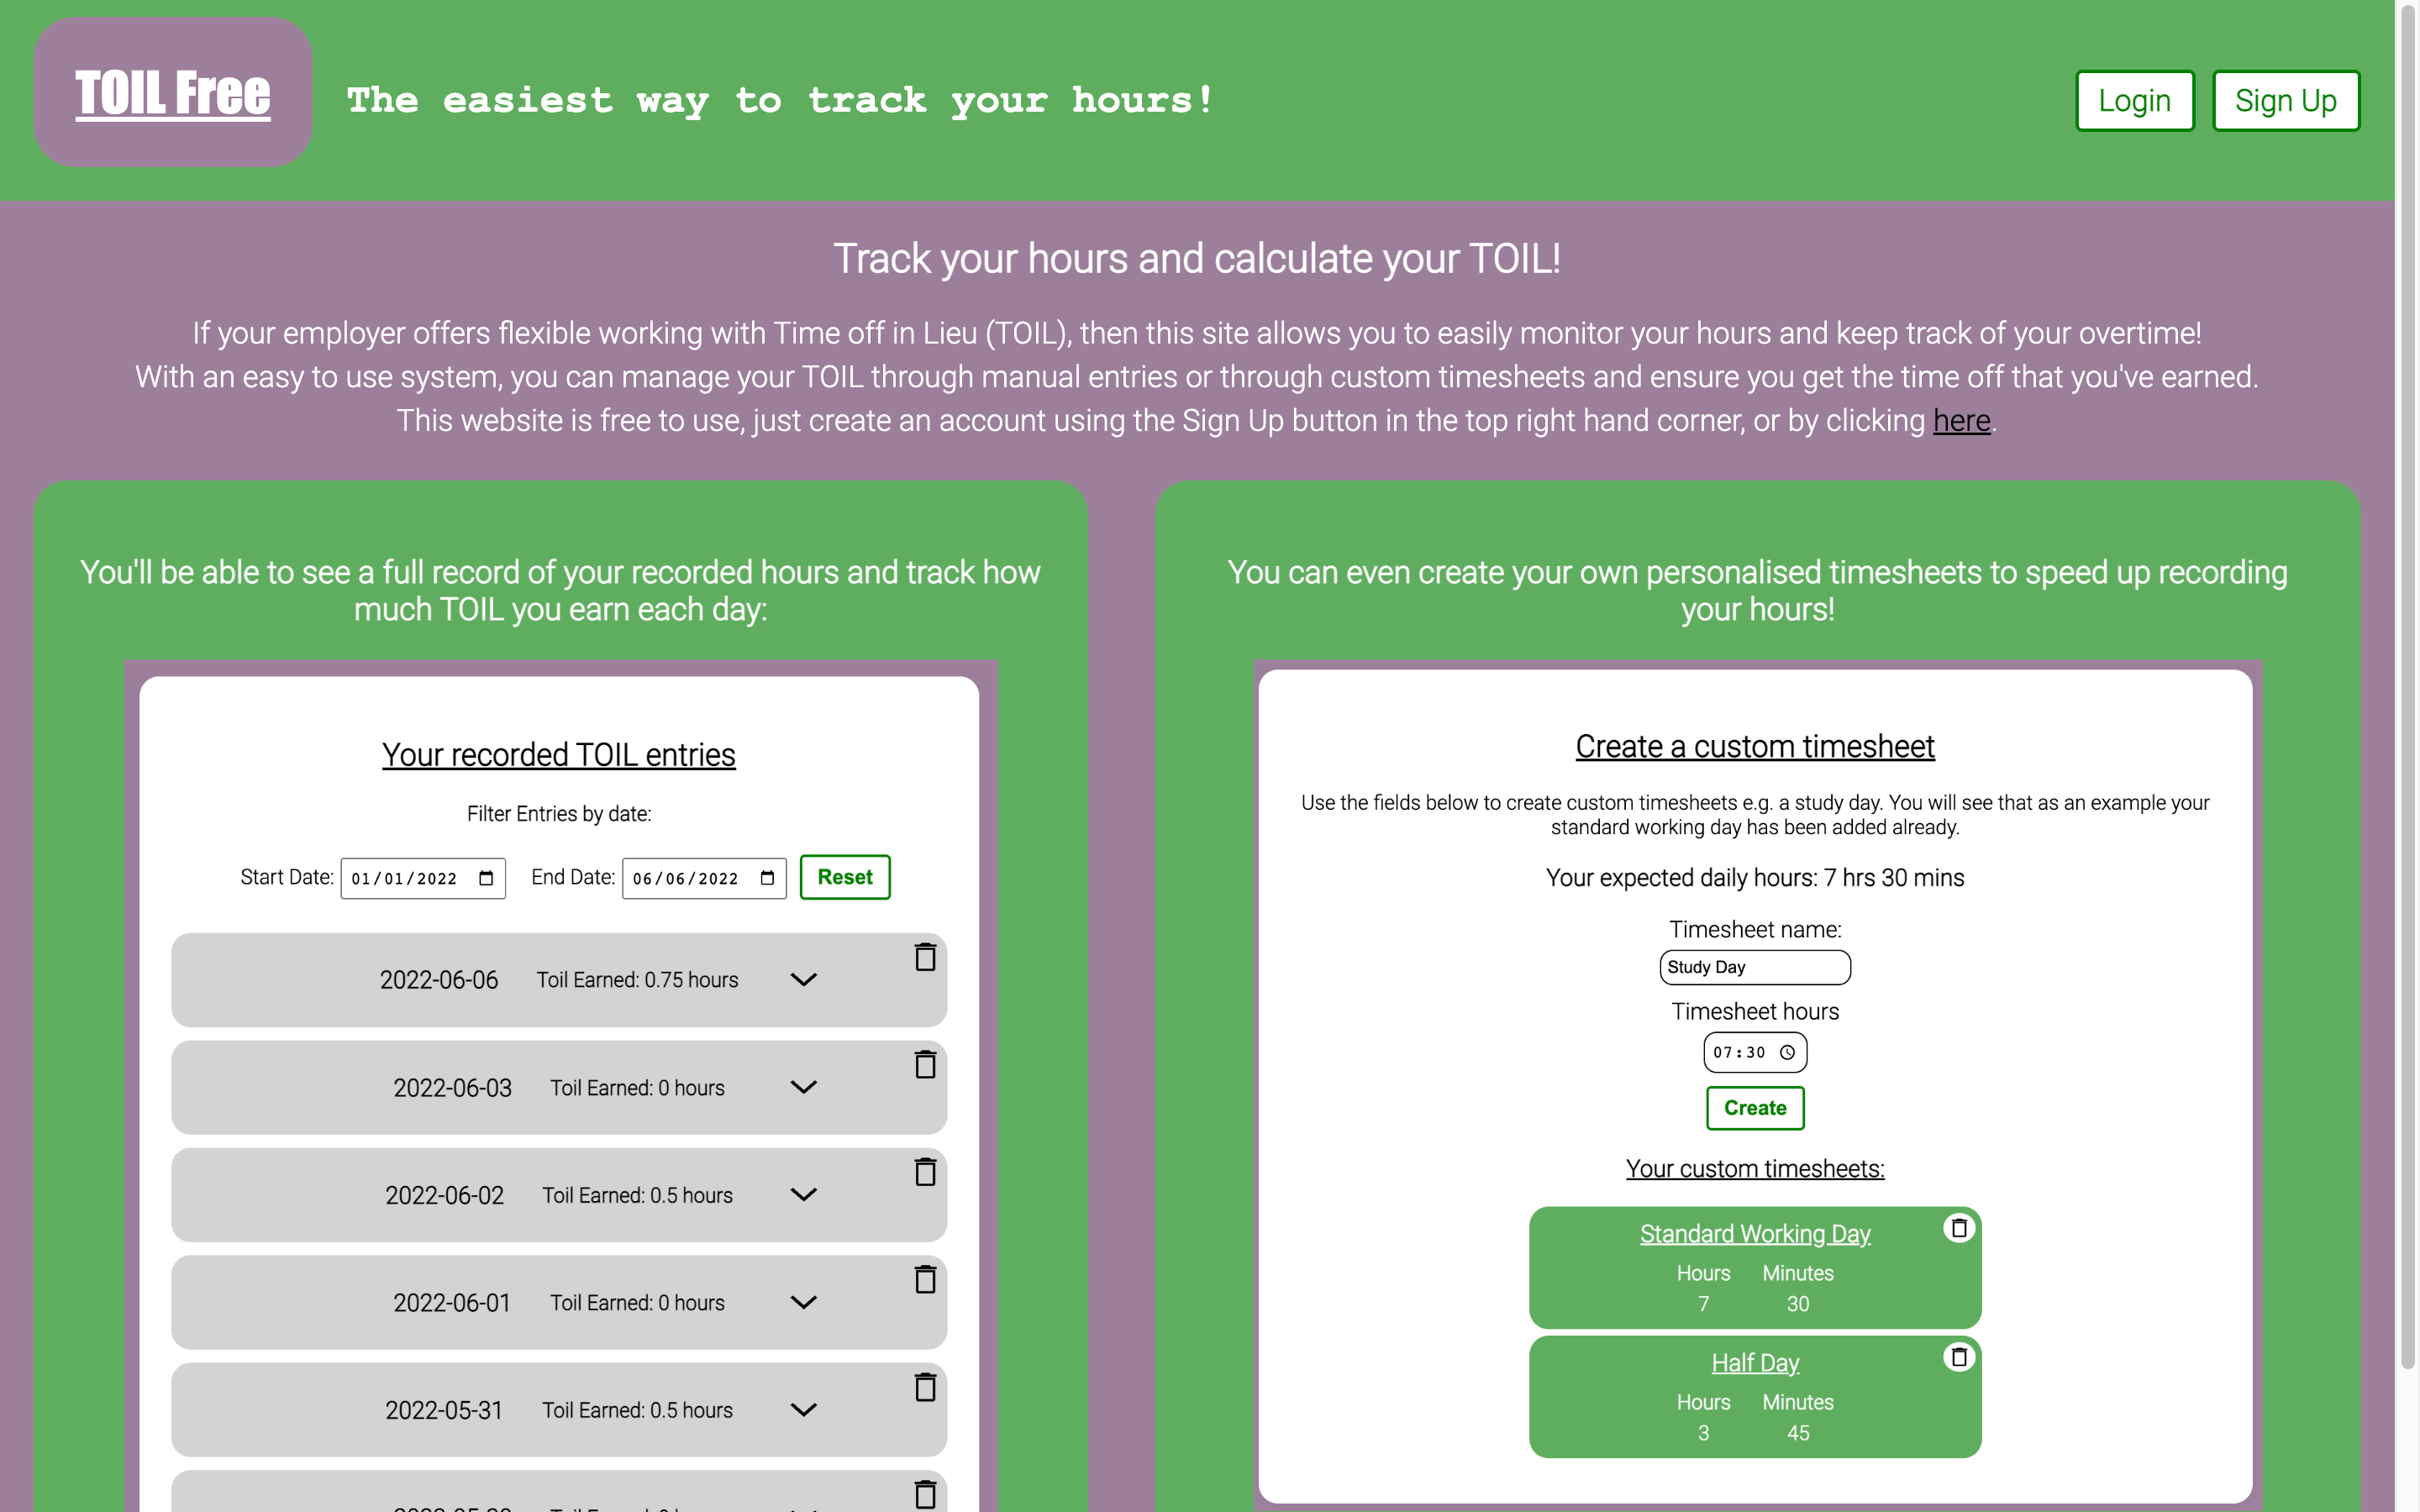 TOIL Free
The easiest way to track your hours!
Login
Sign Up
Track your hours and calculate your TOIL!
If your employer offers flexible working with Time off in Lieu (TOIL), then this site allows you to easily monitor your hours and keep track of your overtime!
With an easy to use system, you can manage your TOIL through manual entries or through custom timesheets and ensure you get the time off that you've earned.
This website is free to use, just create an account using the Sign Up button in the top right hand corner, or by clicking here.
You'll be able to see a full record of your recorded hours and track how
much TOIL you earn each day:
Your recorded TOIL entries
Filter Entries by date:
Start Date: 01/01/2022 End Date: 06/06/2022 Reset
2022-06-06 Toil Earned: 0.75 hours
2022-06-03 Toil Earned: 0 hours
2022-06-02 Toil Earned: 0.5 hours
2022-06-01 Toil Earned: 0 hours
2022-05-31 Toil Earned: 0.5 hours
You can even create your own personalised timesheets to speed up recording
your hours!
Create a custom timesheet
Use the fields below to create custom timesheets e.g. a study day. You will see that as an example your
standard working day has been added already.
Your expected daily hours: 7 hrs 30 mins
Timesheet name:
Study Day
Timesheet hours
07:30
Create
Your custom timesheets:
Standard Working Day
Hours Minutes
7 30
Half Day
Hours Minutes
3 45